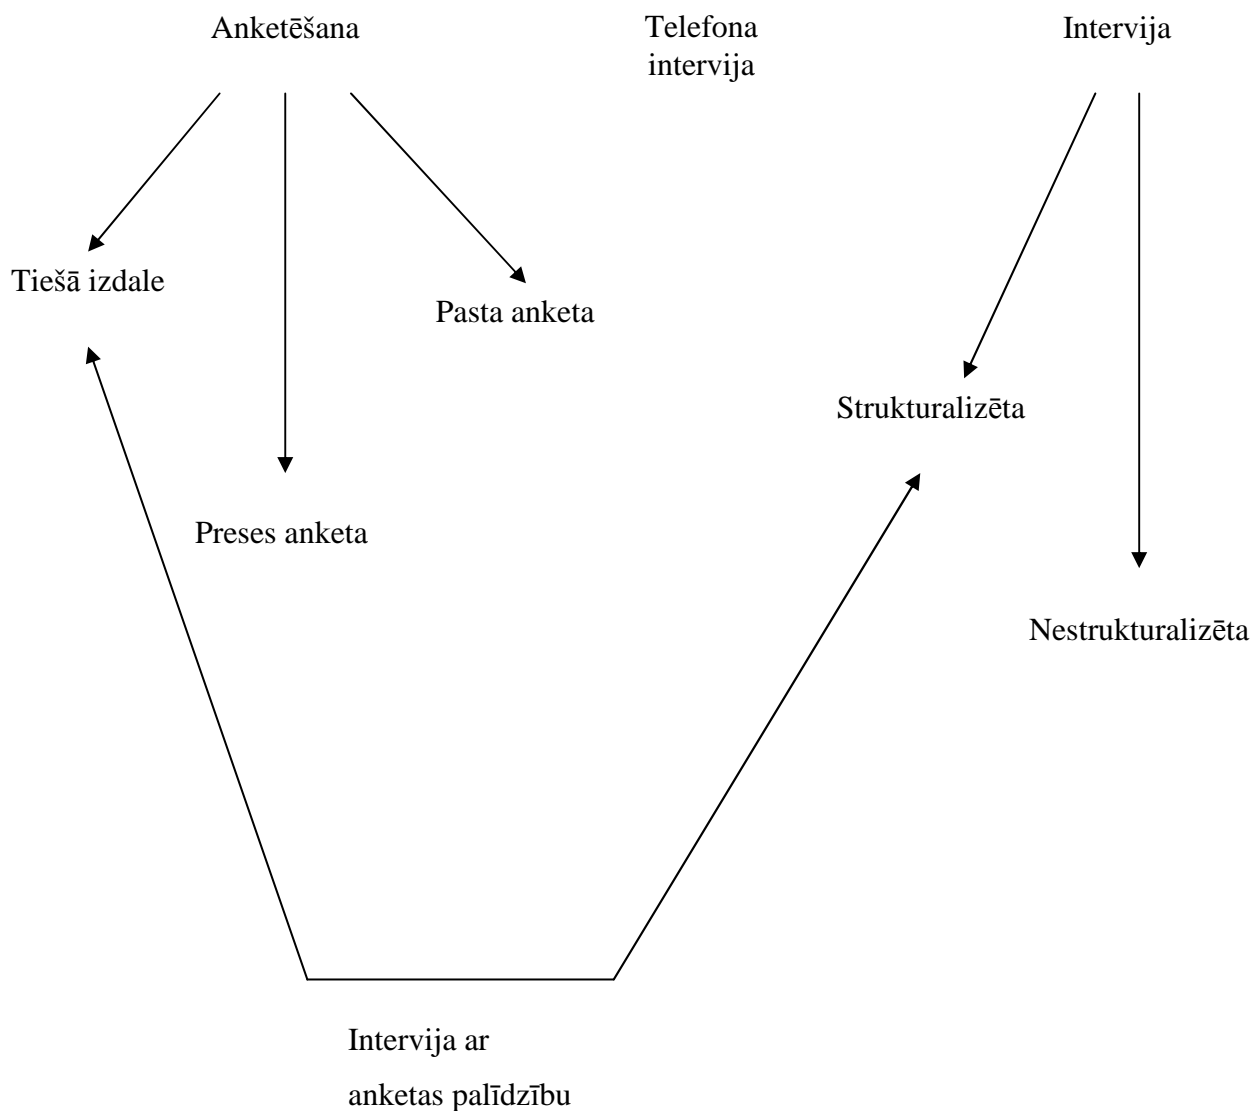 Anketēšana
Telefona
intervija
Intervija
Tiešā izdale
Pasta anketa
Strukturalizēta
Preses anketa
Nestrukturalizēta
Intervija ar
anketas palīdzību